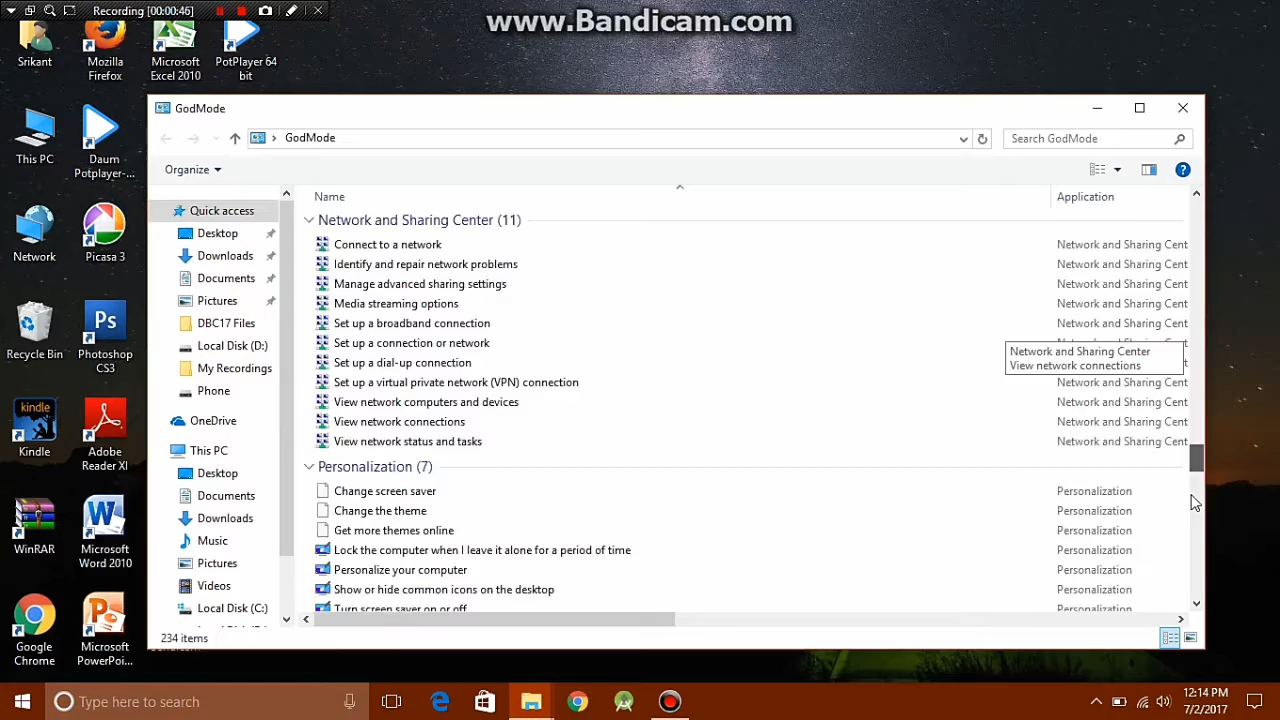 Recording [00:00:46]
www.Bandicam.com
Srikant
Mozilla
Firefox
Microsoft
Excel 2010
PotPlayer 64
bit
This PC
Daum
Potplayer-...
Network
Picasa 3
Recycle Bin
Ps
Photoshop
CS3
kindle
Kindle
Adobe
Reader XI
WinRAR
Microsoft
Word 2010
Google
Chrome
Microsoft
PowerPoi...
GodMode
GodMode
Search GodMode
Organize
Quick access
Desktop
Downloads
Documents
Pictures
DBC17 Files
Local Disk (D:)
My Recordings
Phone
OneDrive
This PC
Desktop
Documents
Downloads
Music
Pictures
Videos
Local Disk (C:)
Name Application
Network and Sharing Center (11)
Connect to a network Network and Sharing Cent
Identify and repair network problems Network and Sharing Cent
Manage advanced sharing settings Network and Sharing Cent
Media streaming options Network and Sharing Cent
Set up a broadband connection Network and Sharing Cent
Set up a connection or network
Network and Sharing Center
View network connections
Set up a dial-up connection
Set up a virtual private network (VPN) connection Network and Sharing Cent
View network computers and devices Network and Sharing Cent
View network connections Network and Sharing Cent
View network status and tasks Network and Sharing Cent
Personalization (7)
Change screen saver Personalization
Change the theme Personalization
Get more themes online Personalization
Lock the computer when I leave it alone for a period of time Personalization
Personalize your computer Personalization
Show or hide common icons on the desktop Personalization
Turn screen saver on or off Personalization
234 items
Type here to search
12:14 PM
7/2/2017